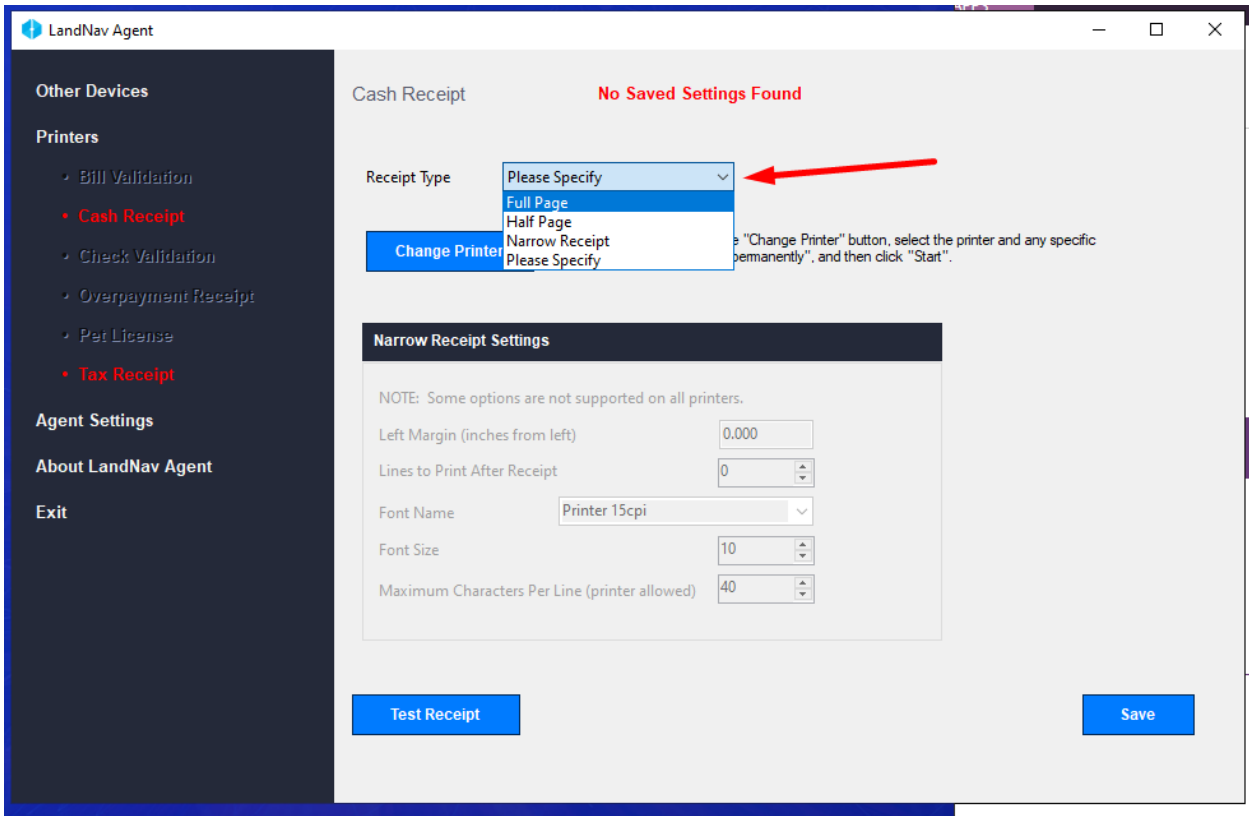 LandNav Agent
Other Devices
Printers
• Bill Validation
• Cash Receipt
• Check Validation
• Overpayment Receipt
• Pet License
• Tax Receipt
Agent Settings
About LandNav Agent
Exit
Cash Receipt
No Saved Settings Found
Receipt Type
Please Specify
Full Page
Half Page
Narrow Receipt
Please Specify
Change Printer
"Change Printer" button, select the printer and any specific
permanently", and then click "Start".
Narrow Receipt Settings
NOTE: Some options are not supported on all printers.
Left Margin (inches from left)
0.000
Lines to Print After Receipt
0
Font Name
Printer 15cpi
Font Size
10
Maximum Characters Per Line (printer allowed)
40
Test Receipt
Save